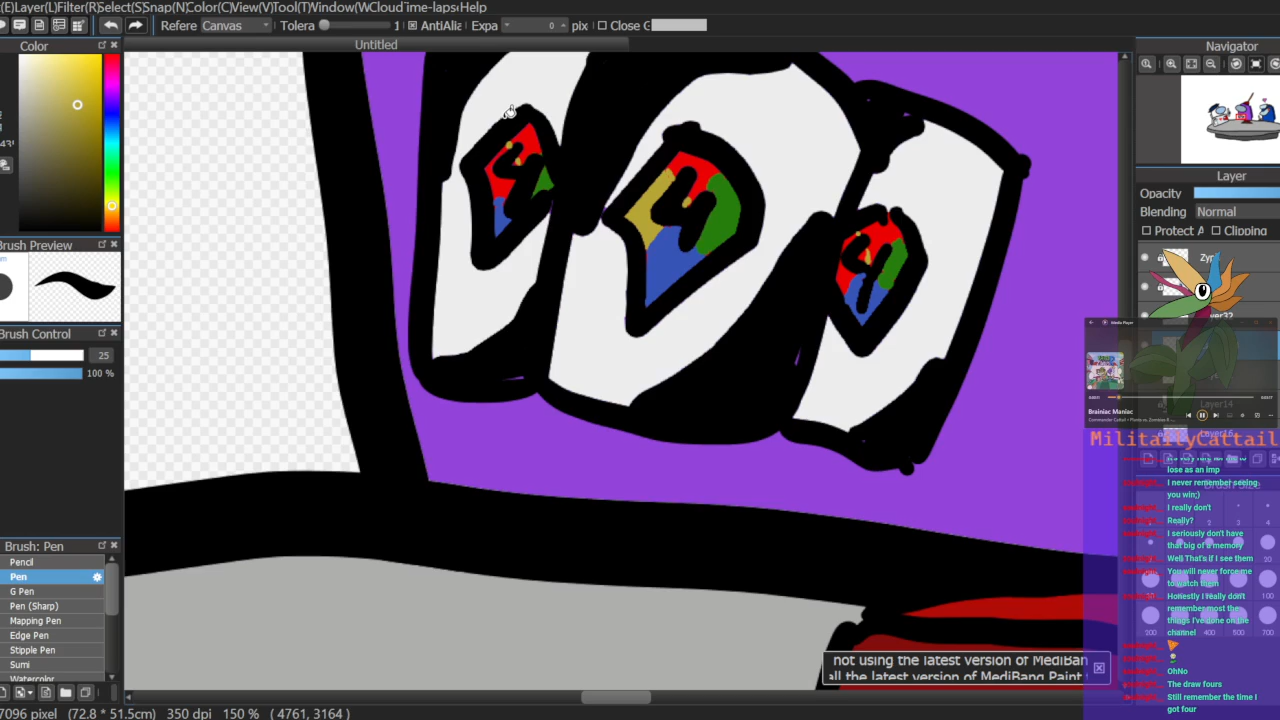 (E)Layer(L)Filter(R)Select(S)Snap(N)Color(C)View(V)Tool(T)Window(W)Cloud Time-laps Help
Refere Canvas Tolera 1 AntiAlia Expa 0 pix Close G
Color Untitled Navigator
Layer
Opacity
Blending Normal
Protect A Clipping
Brush Preview
Brush Control
25
100 %
Media Player
Brainiac Maniac
MilitaityCattail
lose as an imp
I never remember seeing
you win;)
I really don't
Really?
I seriously don't have
that big of a memory
Well That's if I see them
You will never force me
to watch them
Honestly I really don't
remember most the
things I've done on the
channel
OhNo
The draw fours
Still remember the time I
got four
Brush: Pen
Pencil
Pen
G Pen
Pen (Sharp)
Mapping Pen
Edge Pen
Stipple Pen
Sumi
Watercolor
not using the latest version of MediBan
all the latest version of MediBang Paint
7096 pixel (72.8 * 51.5cm) 350 dpi 150 % ( 4761, 3164 )